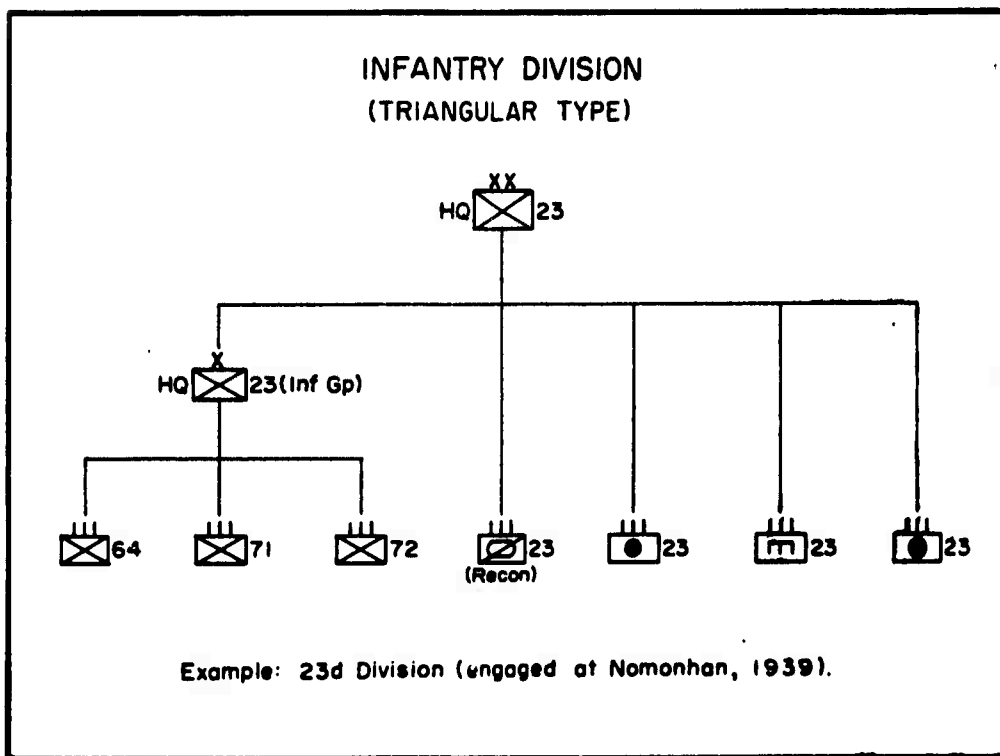 INFANTRY DIVISION
(TRIANGULAR TYPE)
XX
HQ 23
X
HQ 23(Inf Gp)
64 71 72 23 23 23 23
(Recon)
Example: 23d Division (engaged at Nomonhan, 1939).